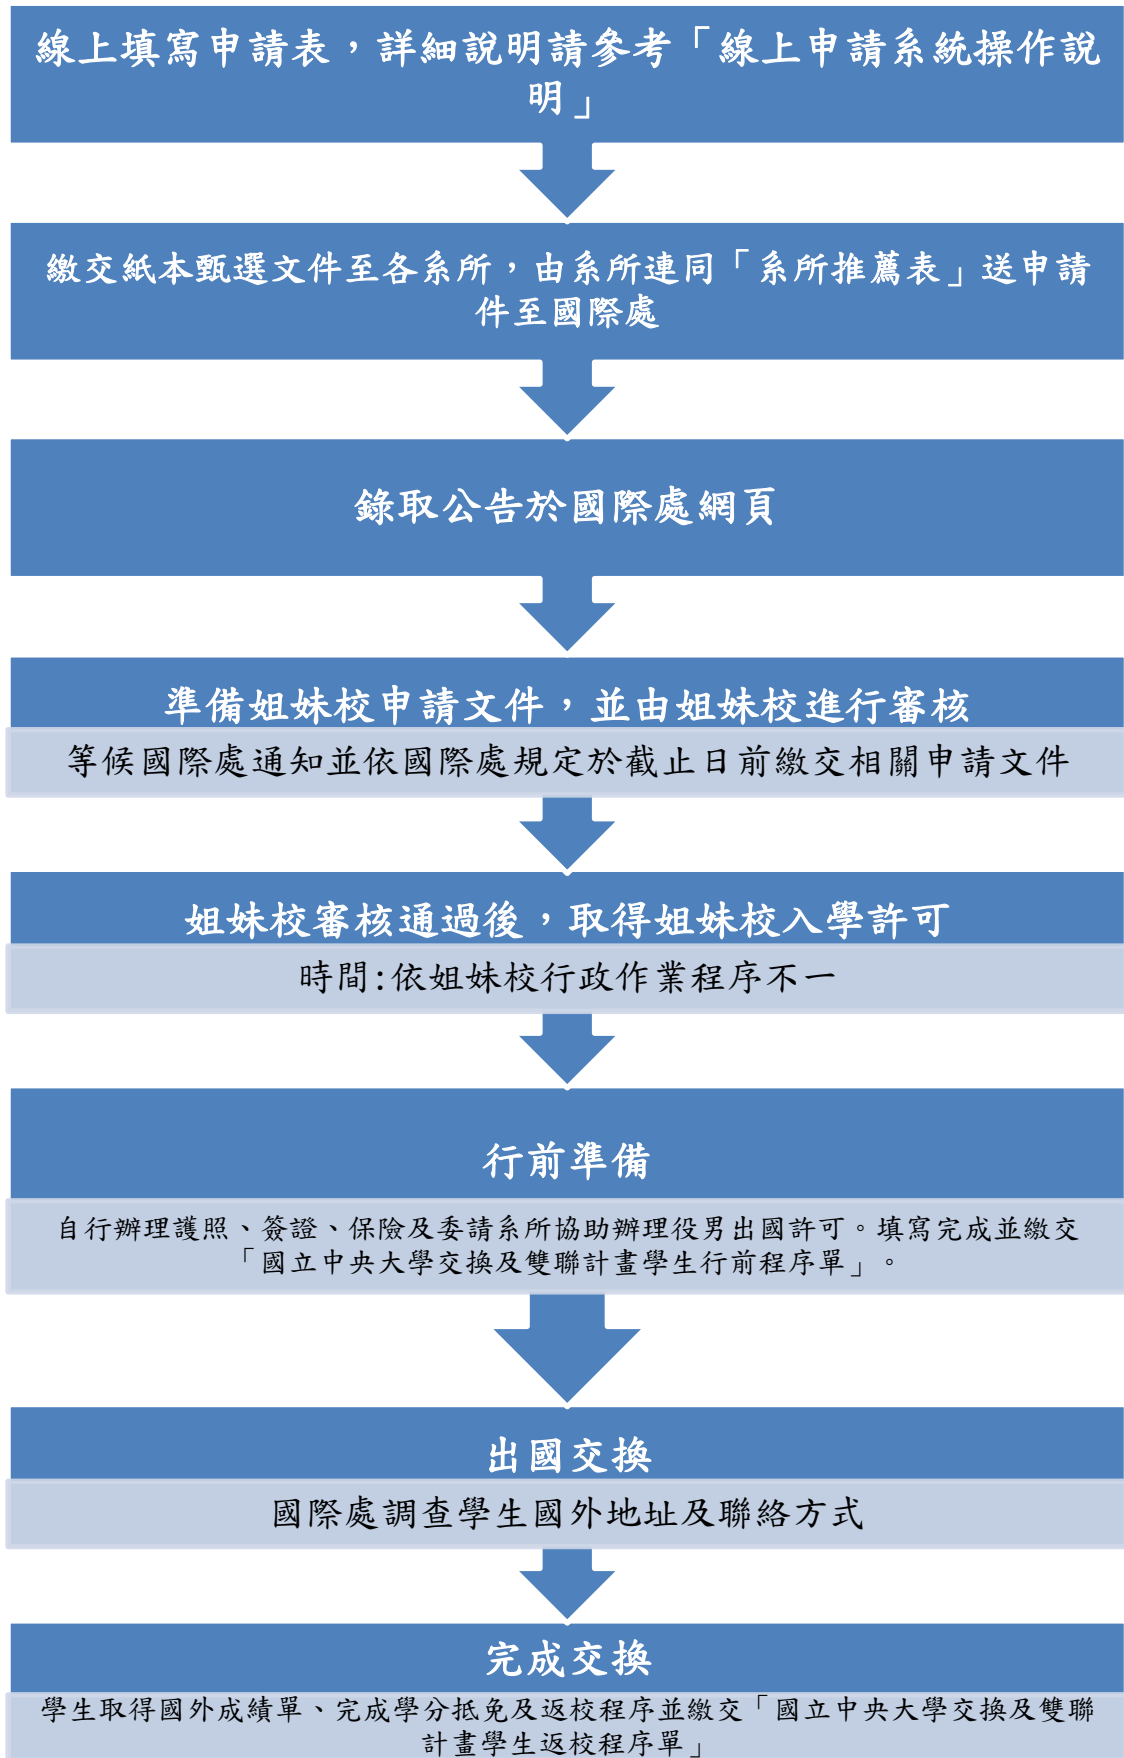 線上填寫申請表，詳細說明請參考「線上申請系統操作說
明」
繳交紙本甄選文件至各系所，由系所連同「系所推薦表」送申請
件至國際處
錄取公告於國際處網頁
準備姐妹校申請文件，並由姐妹校進行審核
等候國際處通知並依國際處規定於截止日前繳交相關申請文件
姐妹校審核通過後，取得姐妹校入學許可
時間:依姐妹校行政作業程序不一
行前準備
自行辦理護照、簽證、保險及委請系所協助辦理役男出國許可。填寫完成並繳交
「國立中央大學交換及雙聯計畫學生行前程序單」。
出國交換
國際處調查學生國外地址及聯絡方式
完成交換
學生取得國外成績單、完成學分抵免及返校程序並繳交「國立中央大學交換及雙聯
計畫學生返校程序單」